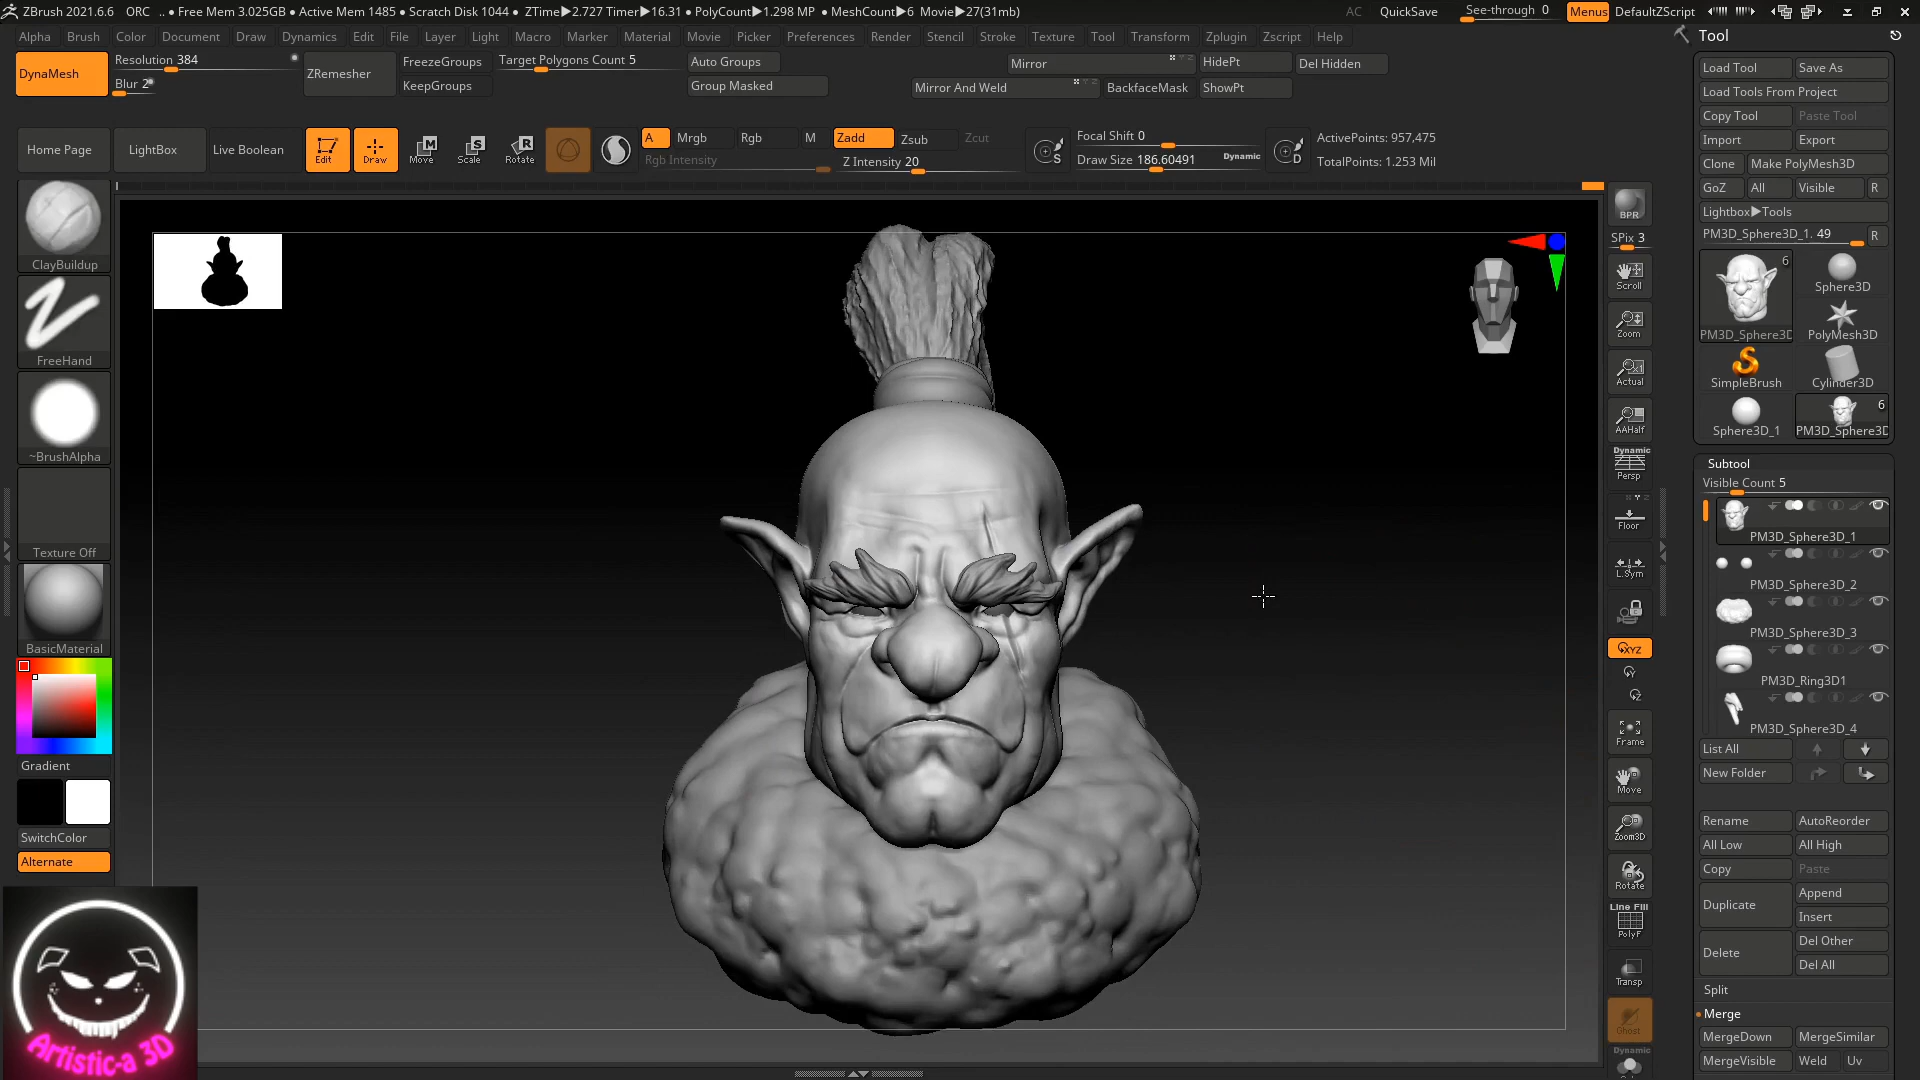 ZBrush 2021.6.6 ORC .. • Free Mem 3.025GB • Active Mem 1485 • Scratch Disk 1044 • ZTime▶2.727 Timer▶16.31 • PolyCount▶1.298 MP • MeshCount▶6 Movie▶27(31mb) AC QuickSave See-through 0 Menus DefaultZScript
Alpha Brush Color Document Draw Dynamics Edit File Layer Light Macro Marker Material Movie Picker Preferences Render Stencil Stroke Texture Tool Transform Zplugin Zscript Help
DynaMesh
Resolution 384
Blur 2
ZRemesher
FreezeGroups
KeepGroups
Target Polygons Count 5
Auto Groups
Group Masked
Mirror
Mirror And Weld
BackfaceMask
HidePt
ShowPt
Del Hidden
Home Page
LightBox
Live Boolean
Edit
Draw
Move
Scale
Rotate
A Mrgb Rgb M Zadd Zsub Zcut
Rgb Intensity
Z Intensity 20
S
Focal Shift 0
Draw Size 186.60491 Dynamic
D
ActivePoints: 957,475
TotalPoints: 1.253 Mil
ClayBuildup
FreeHand
~BrushAlpha
Texture Off
BasicMaterial
Gradient
SwitchColor
Alternate
Artistic-a 3D
BPR
SPix 3
Scroll
Zoom
Actual
AAHalf
Dynamic
Persp
Floor
L.Sym
XYZ
Frame
Move
Zoom3D
Rotate
Line Fill
PolyF
Transp
Ghost
Dynamic
Tool
Load Tool Save As
Load Tools From Project
Copy Tool Paste Tool
Import Export
Clone Make PolyMesh3D
GoZ All Visible R
Lightbox▶Tools
PM3D_Sphere3D_1. 49 R
6
PM3D_Sphere3D
Sphere3D
PolyMesh3D
SimpleBrush
Cylinder3D
Sphere3D_1
6
PM3D_Sphere3D
Subtool
Visible Count 5
PM3D_Sphere3D_1
PM3D_Sphere3D_2
PM3D_Sphere3D_3
PM3D_Ring3D1
PM3D_Sphere3D_4
List All
New Folder
Rename AutoReorder
All Low All High
Copy Paste
Duplicate
Append
Insert
Delete
Del Other
Del All
Split
Merge
MergeDown MergeSimilar
MergeVisible Weld Uv